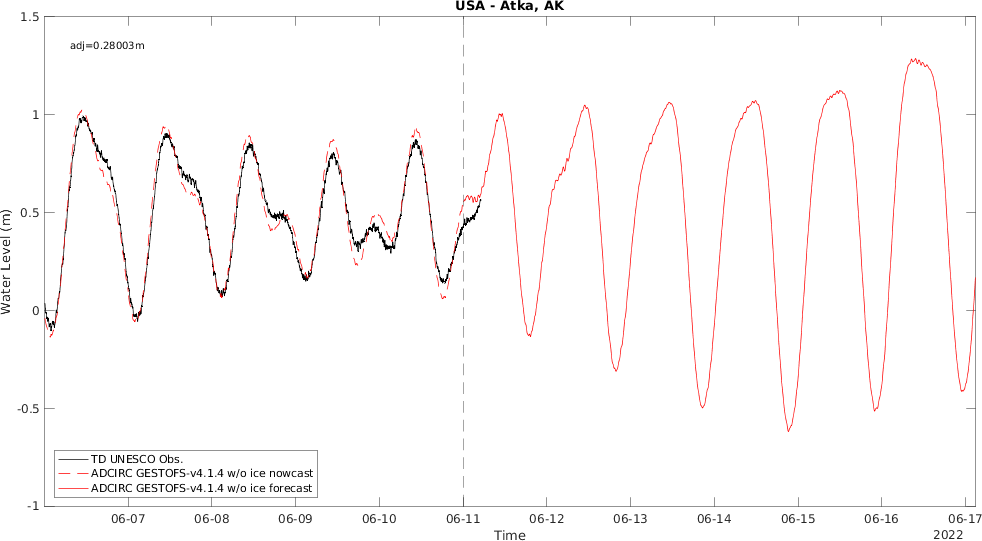 USA - Atka, AK
adj=0.28003m
1.5
1
0.5
0
-0.5
-1
Water Level (m)
TD UNESCO Obs.
ADCIRC GESTOFS-v4.1.4 w/o ice nowcast
ADCIRC GESTOFS-v4.1.4 w/o ice forecast
06-07 06-08 06-09 06-10 06-11 06-12 06-13 06-14 06-15 06-16 06-17
2022
Time